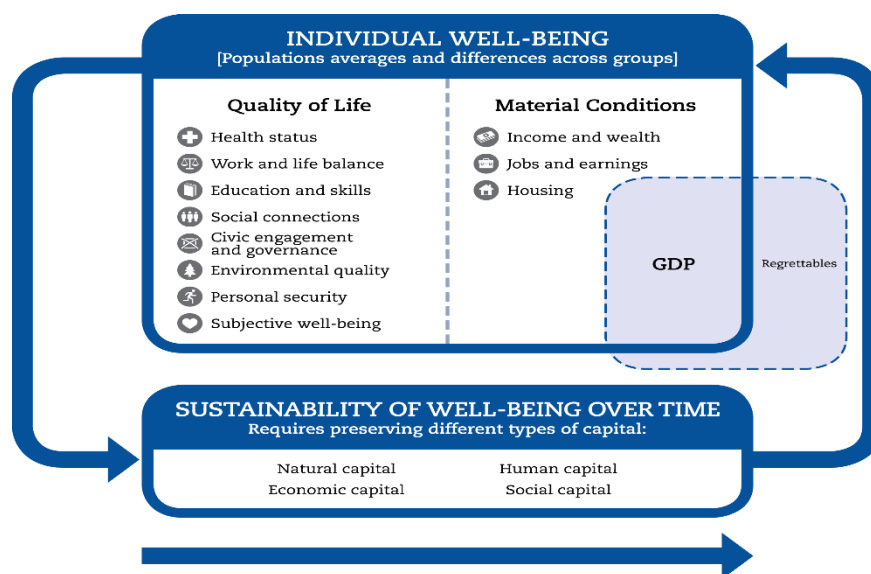 INDIVIDUAL WELL-BEING
[Populations averages and differences across groups]
Quality of Life
Health status
Work and life balance
Education and skills
Social connections
Civic engagement
and governance
Environmental quality
Personal security
Subjective well-being
Material Conditions
Income and wealth
Jobs and earnings
Housing
GDP
Regrettables
SUSTAINABILITY OF WELL-BEING OVER TIME
Requires preserving different types of capital:
Natural capital
Human capital
Economic capital
Social capital